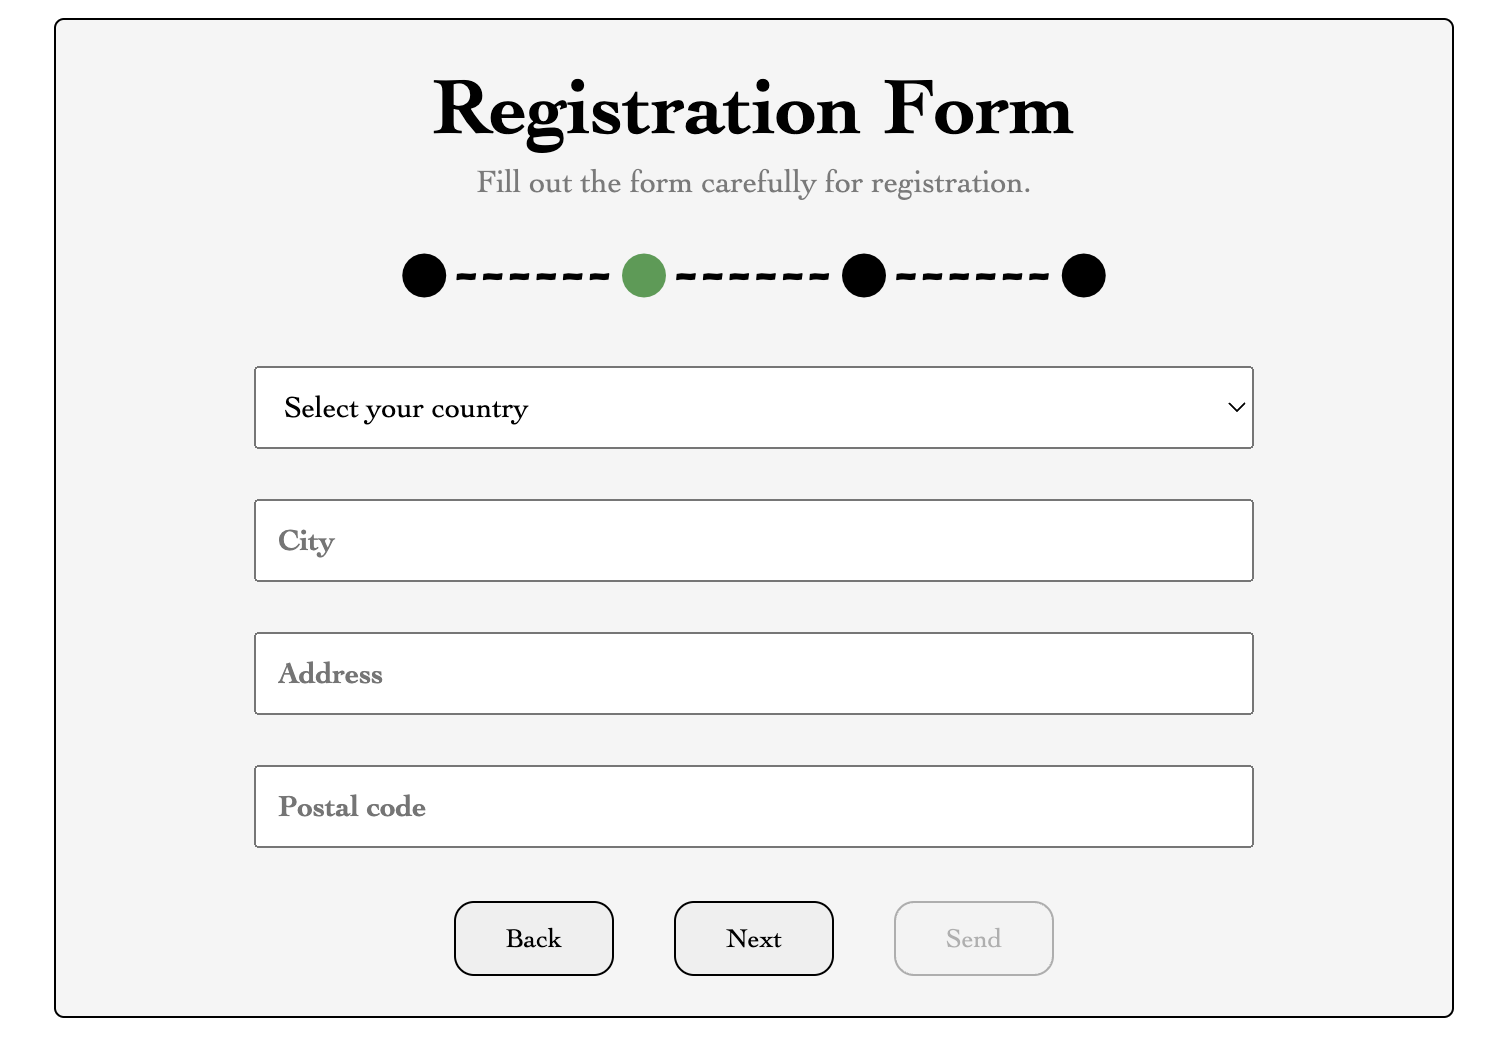 Registration Form
Fill out the form carefully for registration.
~~~~~~ ~~~~~~ ~~~~~~
Select your country
City
Address
Postal code
Back Next Send